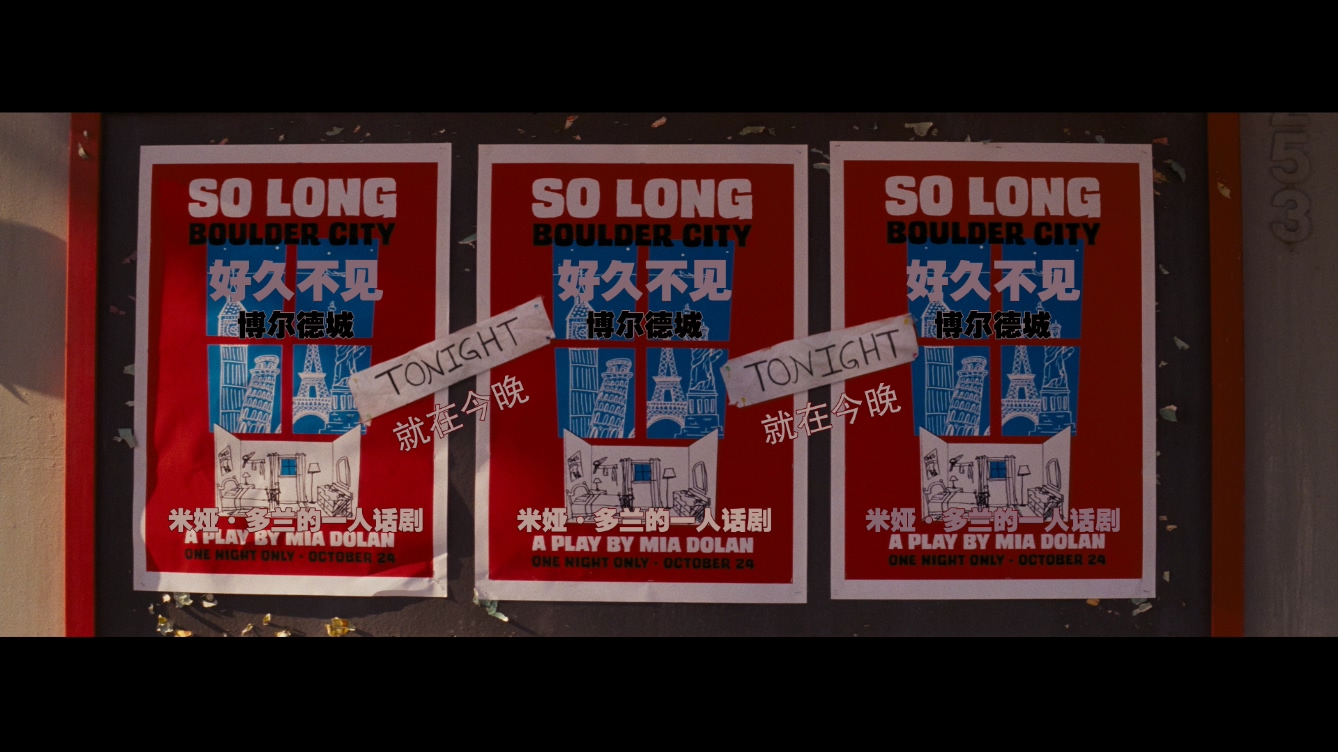 SO LONG
BOULDER CITY
好久不见
博尔德城
米娅·多兰的一人话剧
A PLAY BY MIA DOLAN
ONE NIGHT ONLY · OCTOBER 24
TONIGHT
就在今晚
SO LONG
BOULDER CITY
好久不见
博尔德城
米娅·多兰的一人话剧
A PLAY BY MIA DOLAN
ONE NIGHT ONLY · OCTOBER 24
TONIGHT
就在今晚
SO LONG
BOULDER CITY
好久不见
博尔德城
米娅·多兰的一人话剧
A PLAY BY MIA DOLAN
ONE NIGHT ONLY · OCTOBER 24
53